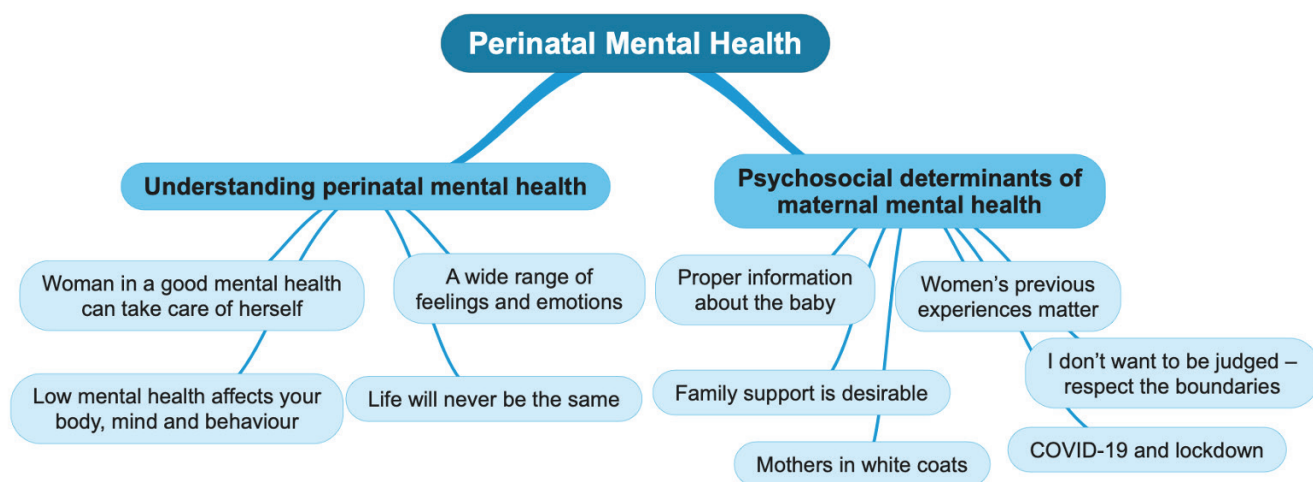 Perinatal Mental Health
Understanding perinatal mental health
Psychosocial determinants of
maternal mental health
Woman in a good mental health
can take care of herself
A wide range of
feelings and emotions
Low mental health affects your
body, mind and behaviour
Life will never be the same
Proper information
about the baby
Women’s previous
experiences matter
Family support is desirable
I don’t want to be judged –
respect the boundaries
Mothers in white coats
COVID-19 and lockdown